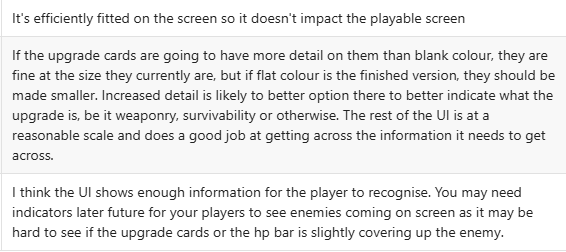 It's efficiently fitted on the screen so it doesn't impact the playable screen
If the upgrade cards are going to have more detail on them than blank colour, they are
fine at the size they currently are, but if flat colour is the finished version, they should be
made smaller. Increased detail is likely to better option there to better indicate what the
upgrade is, be it weaponry, survivability or otherwise. The rest of the UI is at a
reasonable scale and does a good job at getting across the information it needs to get
across.
I think the UI shows enough information for the player to recognise. You may need
indicators later future for your players to see enemies coming on screen as it may be
hard to see if the upgrade cards or the hp bar is slightly covering up the enemy.